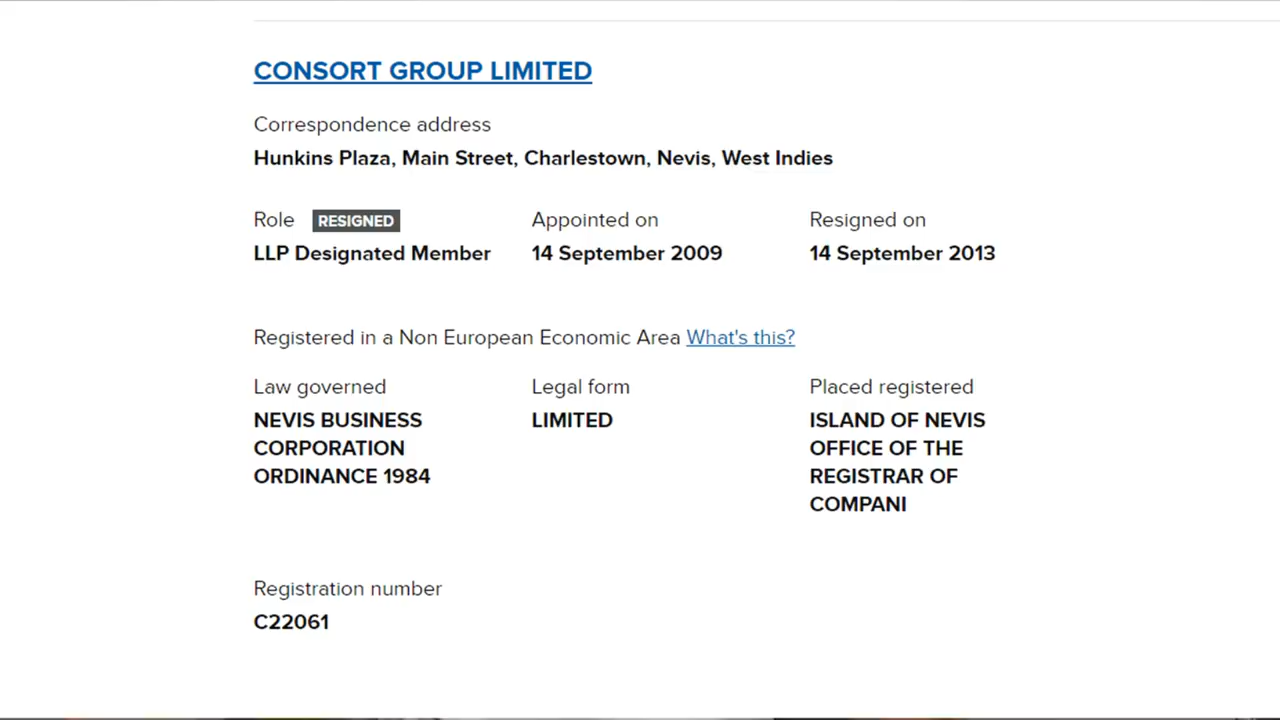 CONSORT GROUP LIMITED
Correspondence address
Hunkins Plaza, Main Street, Charlestown, Nevis, West Indies
Role RESIGNED Appointed on Resigned on
LLP Designated Member 14 September 2009 14 September 2013
Registered in a Non European Economic Area What's this?
Law governed Legal form Placed registered
NEVIS BUSINESS LIMITED ISLAND OF NEVIS
CORPORATION OFFICE OF THE
ORDINANCE 1984 REGISTRAR OF
COMPANI
Registration number
C22061